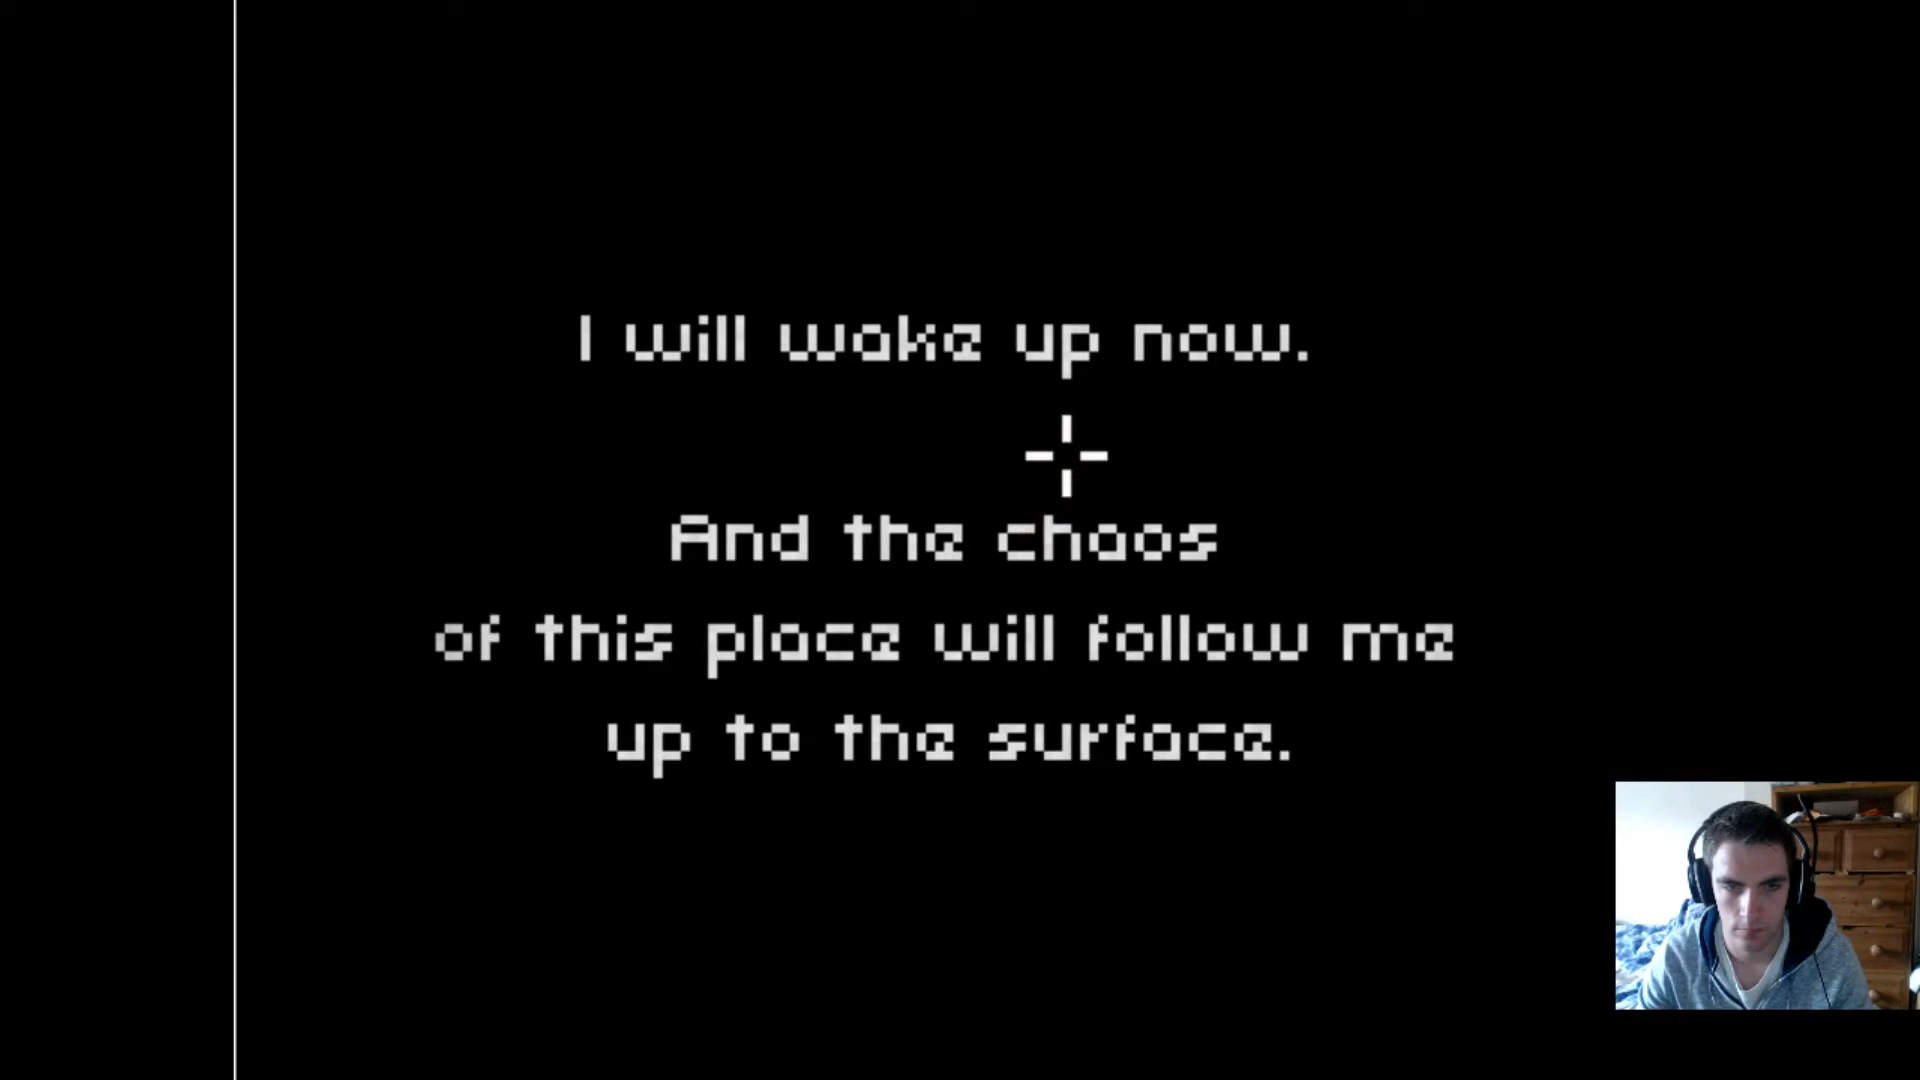 I will wake up now.
And the chaos
of this place will follow me
up to the surface.